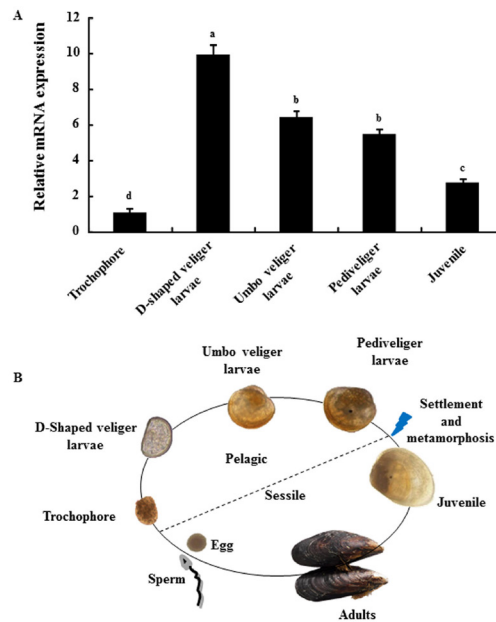 A
Relative mRNA expression
12
10
8
6
4
2
0
d
a
b
b
c
Trochophore
D-shaped veliger
larvae
Umbo veliger
larvae
Pediveliger
larvae
Juvenile
B
Umbo veliger
larvae
Pediveliger
larvae
D-Shaped veliger
larvae
Settlement
and
metamorphosis
Pelagic
Sessile
Trochophore
Juvenile
Egg
Sperm
Adults